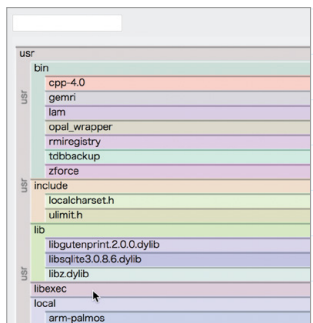 usr
bin
cpp-4.0
usr
gemri
lam
opal_wrapper
rmiregistry
tdbbackup
zforce
usr
include
localcharset.h
ulimit.h
lib
libgutenprint.2.0.0.dylib
libsqlite3.0.8.6.dylib
usr
libz.dylib
libexec
local
arm-palmos